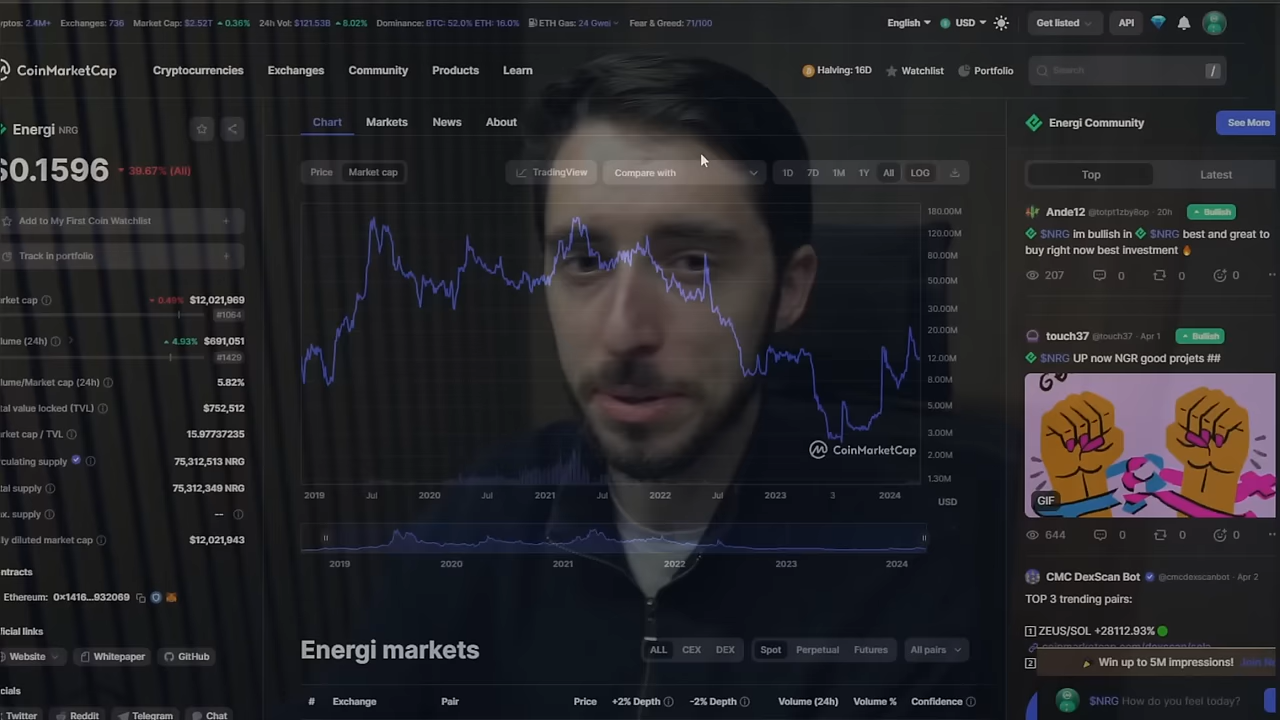 ptos: 2.4M+ Exchanges: 736 Market Cap: $2.52T 0.36% 24h Vol: $121.53B 8.02% Dominance: BTC: 52.0% ETH: 16.0% ETH Gas: 24 Gwei Fear & Greed: 71/100
English USD Get listed API
CoinMarketCap Cryptocurrencies Exchanges Community Products Learn
Halving: 16D Watchlist Portfolio Search /
Energi NRG
$0.1596 39.67% (All)
Add to My First Coin Watchlist +
Track in portfolio +
rket cap 0.49% $12,021,969
#1064
lume (24h) 4.93% $691,051
#1429
lume/Market cap (24h) 5.82%
tal value locked (TVL) $752,512
rket cap / TVL 15.97737235
culating supply 75,312,513 NRG
tal supply 75,312,349 NRG
x. supply --
ly diluted market cap $12,021,943
ntracts
Ethereum: 0×1416...932069
ficial links
Website Whitepaper GitHub
cials
Twitter Reddit Telegram Chat
Chart Markets News About
Price Market cap
TradingView Compare with 1D 7D 1M 1Y All LOG
180.00M
120.00M
80.00M
50.00M
30.00M
20.00M
12.00M
8.00M
5.00M
3.00M
2.00M
1.30M
CoinMarketCap
2019 Jul 2020 Jul 2021 Jul 2022 Jul 2023 3 2024
USD
2019 2020 2021 2022 2023 2024
Energi markets
ALL CEX DEX Spot Perpetual Futures All pairs
# Exchange Pair Price +2% Depth -2% Depth Volume (24h) Volume % Confidence
Energi Community See More
Top Latest
Ande12 @totpt1zby8op · 20h Bullish
$NRG im bullish in $NRG best and great to
buy right now best investment
207 0 0 0
touch37 @touch37 · Apr 1 Bullish
$NRG UP now NGR good projets ##
GIF
644 0 0 0
CMC DexScan Bot @cmcdexscanbot · Apr 2
TOP 3 trending pairs:
1 ZEUS/SOL +28112.93%
2
Win up to 5M impressions! Join
$NRG How do you feel today?